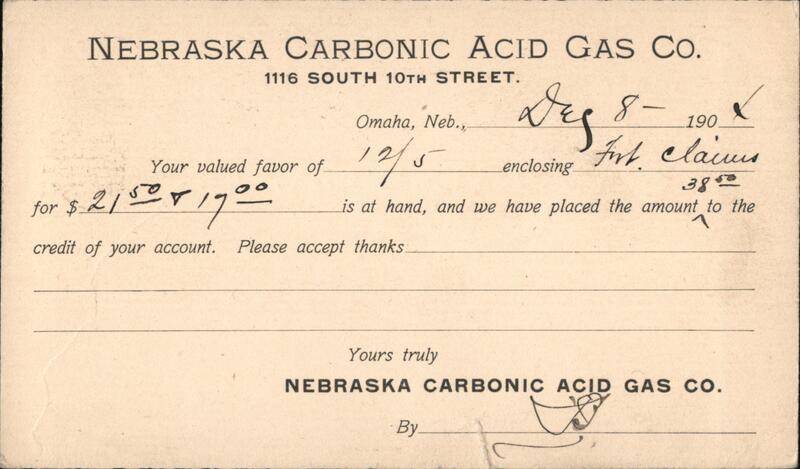 NEBRASKA CARBONIC ACID GAS CO.
1116 SOUTH 10TH STREET.
Omaha, Neb., Dec 8 - 1904
Your valued favor of 12/5 enclosing Frt. Claims
38 50
for $ 21 50 & 17 00 is at hand, and we have placed the amount ^ to the
credit of your account. Please accept thanks
Yours truly
NEBRASKA CARBONIC ACID GAS CO.
By